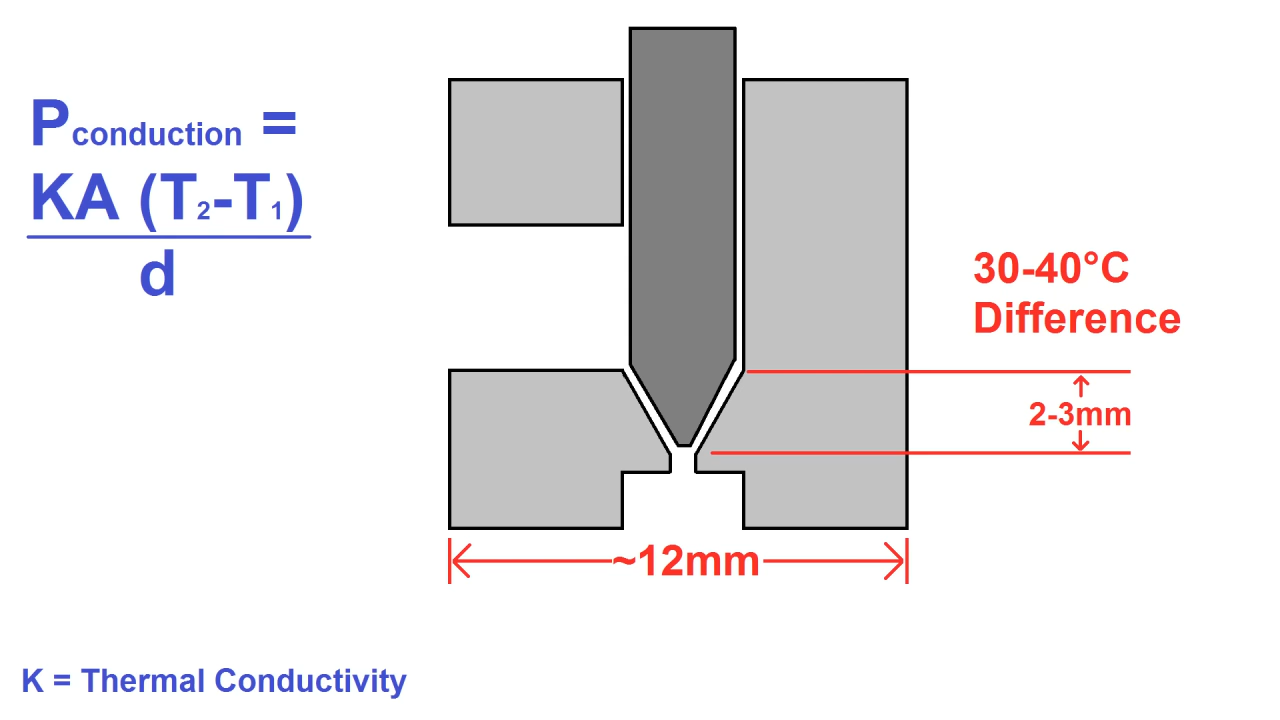 Pconduction =
KA (T2-T1)
d
30-40°C
Difference
2-3mm
~12mm
K = Thermal Conductivity